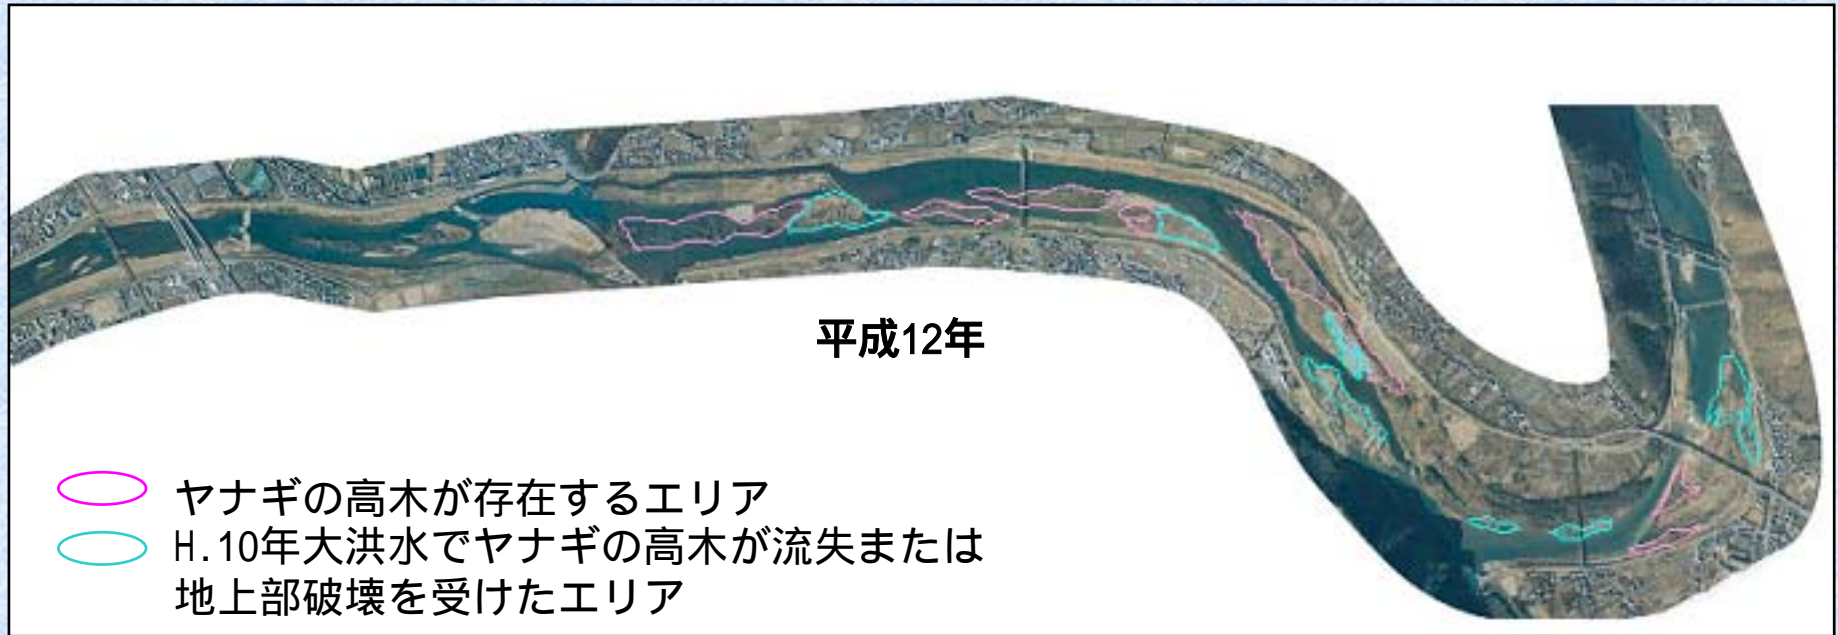 平成12年
ヤナギの高木が存在するエリア
H.10年大洪水でヤナギの高木が流失または
地上部破壊を受けたエリア